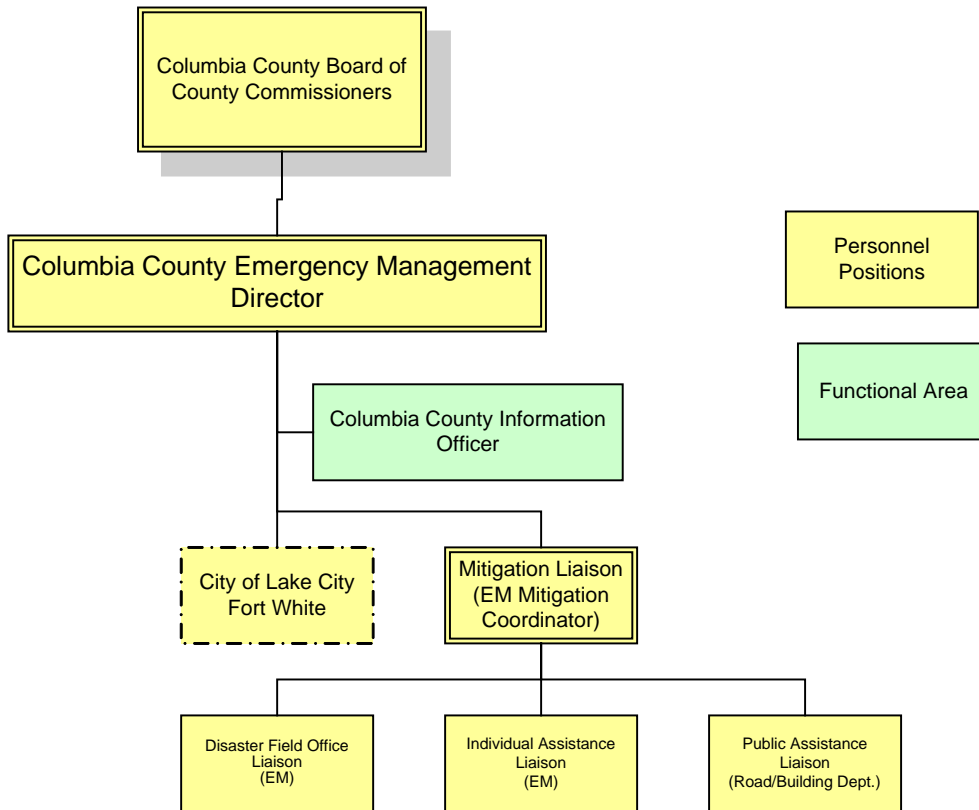 Columbia County Board of
County Commissioners
Columbia County Emergency Management
Director
Personnel
Positions
Functional Area
Columbia County Information
Officer
City of Lake City
Fort White
Mitigation Liaison
(EM Mitigation
Coordinator)
Disaster Field Office
Liaison
(EM)
Individual Assistance
Liaison
(EM)
Public Assistance
Liaison
(Road/Building Dept.)